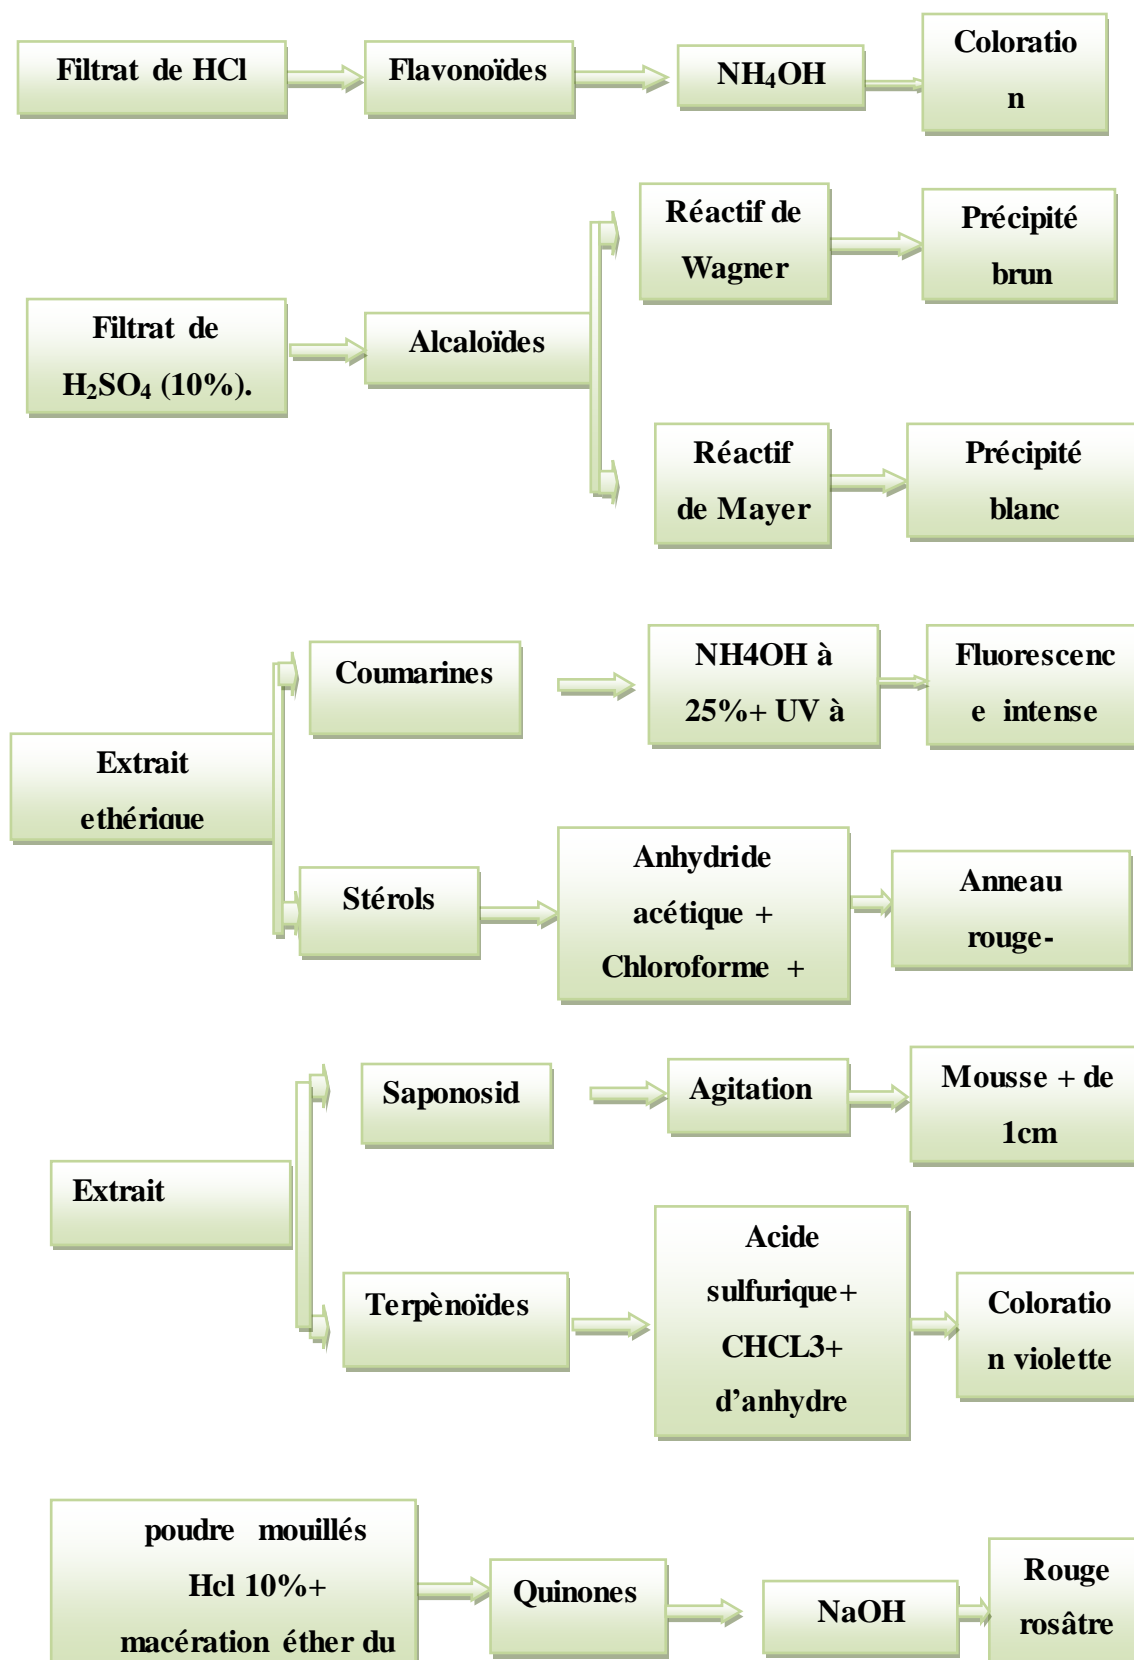 Filtrat de HCl
Flavonoïdes
NH₄OH
Coloratio
n
Filtrat de
H₂SO₄ (10%).
Alcaloïdes
Réactif de
Wagner
Précipité
brun
Réactif
de Mayer
Précipité
blanc
Extrait
ethérique
Coumarines
NH4OH à
25%+ UV à
Fluorescenc
e intense
Stérols
Anhydride
acétique +
Chloroforme +
Anneau
rouge-
Extrait
Saponosid
Agitation
Mousse + de
1cm
Terpènoïdes
Acide
sulfurique+
CHCL3+
d’anhydre
Coloratio
n violette
poudre mouillés
Hcl 10%+
macération éther du
Quinones
NaOH
Rouge
rosâtre